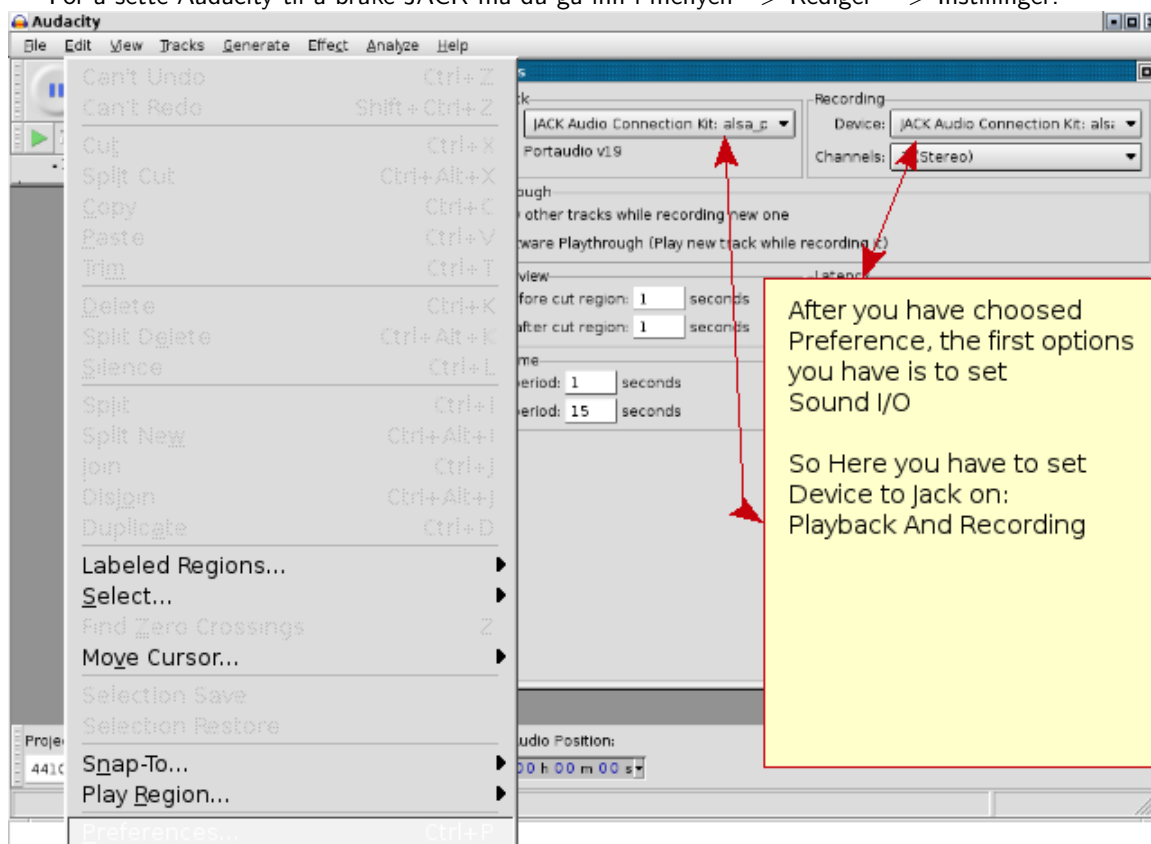 For å sette Audacity til å bruke JACK må du gå inn i menyen −> Rediger −> Instillinger:
Audacity
File Edit View Tracks Generate Effect Analyze Help
Can't Undo Ctrl+Z
Can't Redo Shift+Ctrl+Z
Cut Ctrl+X
Split Cut Ctrl+Alt+X
Copy Ctrl+C
Paste Ctrl+V
Trim Ctrl+T
Delete Ctrl+K
Split Delete Ctrl+Alt+K
Silence Ctrl+L
Split Ctrl+I
Split New Ctrl+Alt+I
Join Ctrl+J
Disjoin Ctrl+Alt+J
Duplicate Ctrl+D
Labeled Regions...
Select...
Find Zero Crossings Z
Move Cursor...
Selection Save
Selection Restore
Snap-To...
Play Region...
Preferences... Ctrl+P
s
ck
JACK Audio Connection Kit: alsa_p
Portaudio v19
Recording
Device: JACK Audio Connection Kit: alsa
Channels: (Stereo)
ough
other tracks while recording new one
tware Playthrough (Play new track while recording it)
view
fore cut region: 1 seconds
after cut region: 1 seconds
Latency
me
period: 1 seconds
period: 15 seconds
After you have choosed
Preference, the first options
you have is to set
Sound I/O
So Here you have to set
Device to Jack on:
Playback And Recording
Proje
441
udio Position:
00 h 00 m 00 s